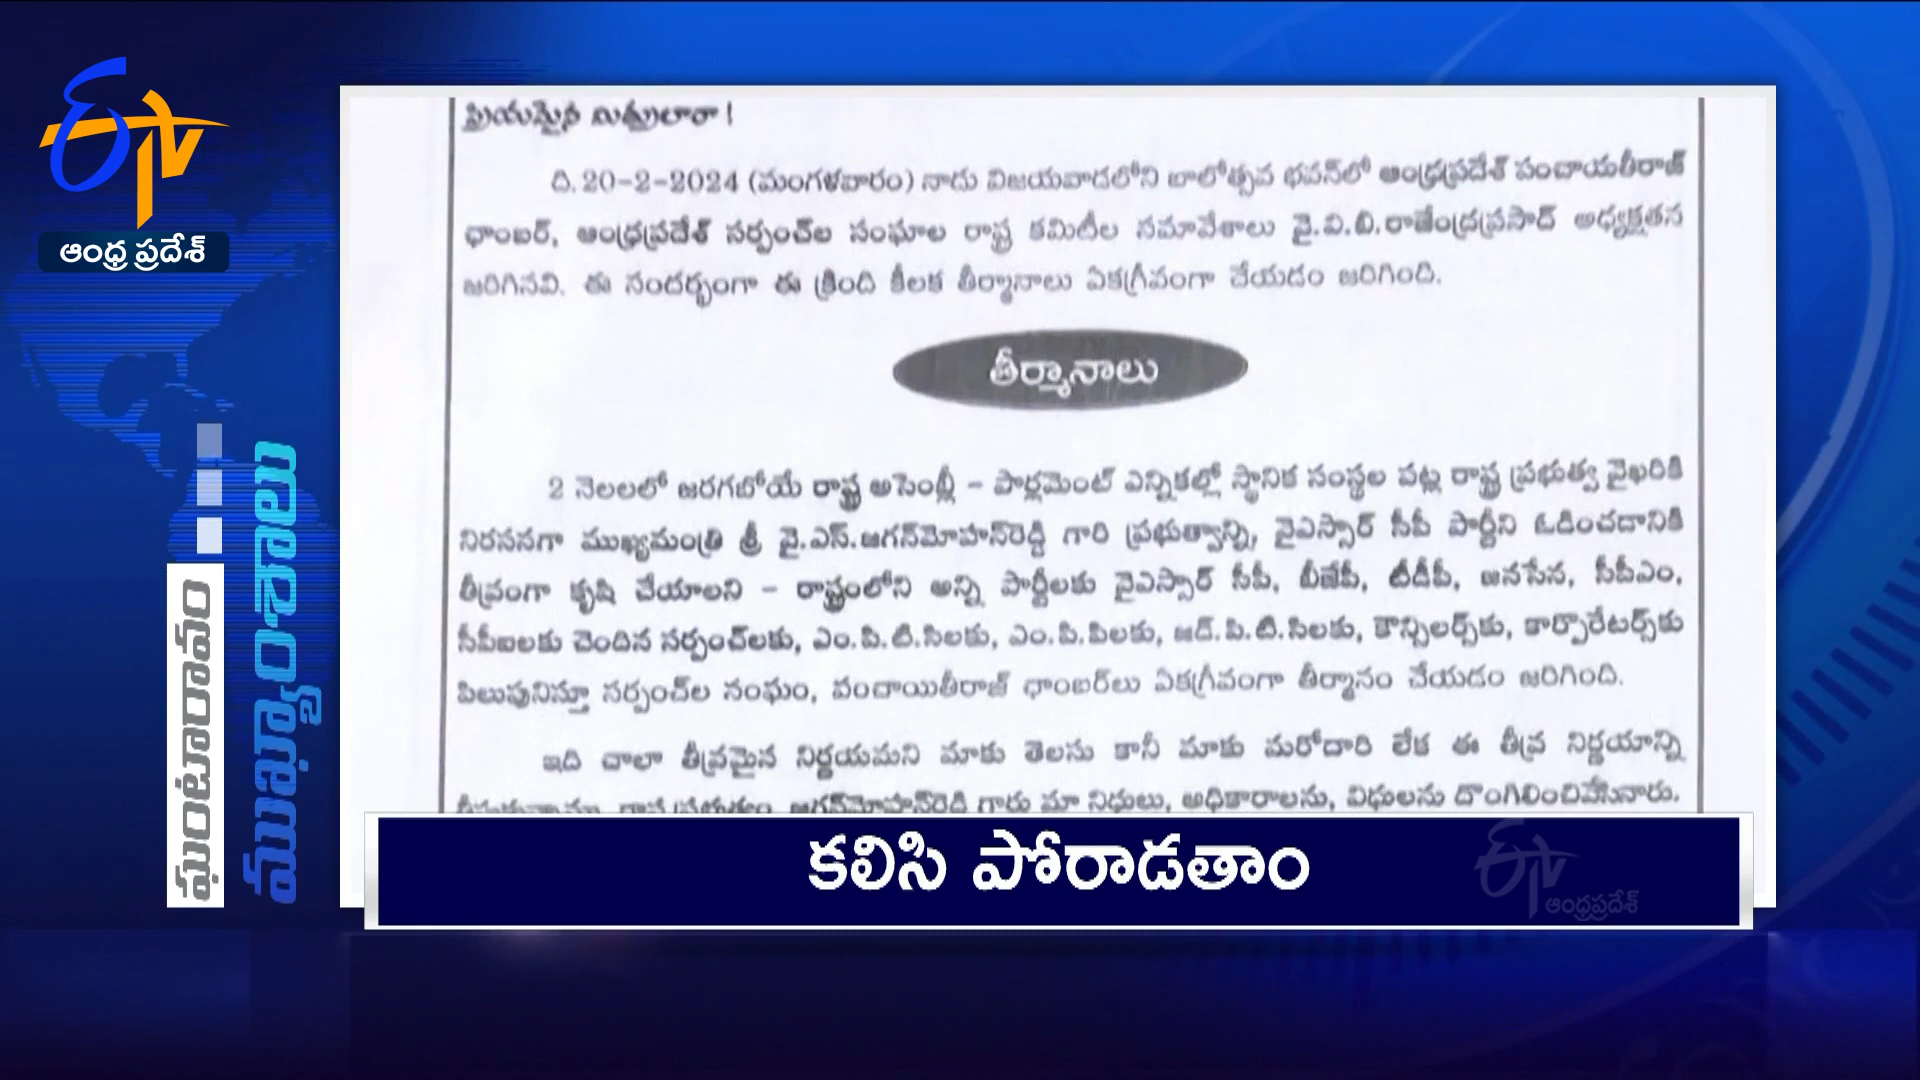 ఈtv
ఆంధ్ర ప్రదేశ్
ప్రియమైన మిత్రులారా !
ది. 20-2-2024 (మంగళవారం) నాడు విజయవాడలోని బాలోత్సవ భవన్‌లో ఆంధ్రప్రదేశ్ పంచాయతీరాజ్
ఛాంబర్, ఆంధ్రప్రదేశ్ సర్పంచ్‌ల సంఘాల రాష్ట్ర కమిటీల సమావేశాలు వై.వి.బి.రాజేంద్రప్రసాద్ అధ్యక్షతన
జరిగినవి. ఈ సందర్భంగా ఈ క్రింది కీలక తీర్మానాలు ఏకగ్రీవంగా చేయడం జరిగింది.
తీర్మానాలు
2 నెలలలో జరగబోయే రాష్ట్ర అసెంబ్లీ - పార్లమెంట్ ఎన్నికల్లో స్థానిక సంస్థల పట్ల రాష్ట్ర ప్రభుత్వ వైఖరికి
నిరసనగా ముఖ్యమంత్రి శ్రీ వై.ఎస్.జగన్‌మోహన్‌రెడ్డి గారి ప్రభుత్వాన్ని, వైఎస్సార్ సీపీ పార్టీని ఓడించడానికి
తీవ్రంగా కృషి చేయాలని - రాష్ట్రంలోని అన్ని పార్టీలకు వైఎస్సార్ సీపీ, బీజేపీ, టీడీపీ, జనసేన, సీపీఎం,
సీపీఐలకు చెందిన సర్పంచ్‌లకు, ఎం.పి.టి.సిలకు, ఎం.పి.పిలకు, జడ్.పి.టి.సిలకు, కౌన్సిలర్స్‌కు, కార్పొరేటర్స్‌కు
పిలుపునిస్తూ సర్పంచ్‌ల సంఘం, పంచాయితీరాజ్ ఛాంబర్‌లు ఏకగ్రీవంగా తీర్మానం చేయడం జరిగింది.
ఇది చాలా తీవ్రమైన నిర్ణయమని మాకు తెలుసు కానీ మాకు మరోదారి లేక ఈ తీవ్ర నిర్ణయాన్ని
జగన్‌మోహన్‌రెడ్డి గారు మా నిధులు, అధికారాలను, విధులను దొంగిలించివేసినారు.
ఘంటారావం
ముఖ్యాంశాలు
కలిసి పోరాడతాం
ఈtv
ఆంధ్రప్రదేశ్